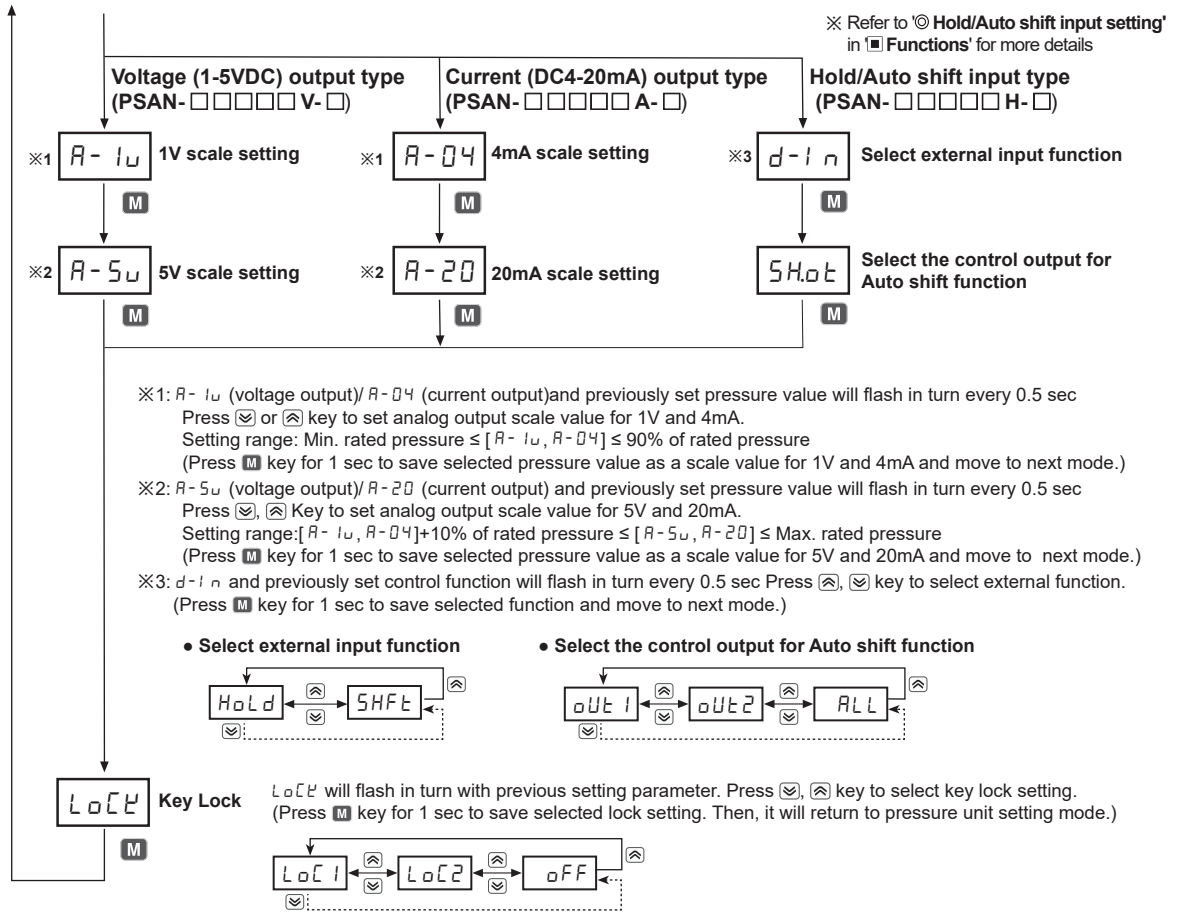 ※ Refer to '◎ Hold/Auto shift input setting'
in '▣ Functions' for more details
Voltage (1-5VDC) output type
(PSAN- □□□□□ V- □)
Current (DC4-20mA) output type
(PSAN- □□□□□ A- □)
Hold/Auto shift input type
(PSAN- □□□□□ H- □)
※1 A-1v 1V scale setting
※1 A-04 4mA scale setting
※3 d-In Select external input function
M M M
※2 A-5v 5V scale setting
※2 A-20 20mA scale setting
SH.ot Select the control output for
Auto shift function
M M M
※1: A-1v (voltage output)/ A-04 (current output)and previously set pressure value will flash in turn every 0.5 sec
Press ︾ or ︽ key to set analog output scale value for 1V and 4mA.
Setting range: Min. rated pressure ≤ [ A-1v, A-04] ≤ 90% of rated pressure
(Press M key for 1 sec to save selected pressure value as a scale value for 1V and 4mA and move to next mode.)
※2: A-5v (voltage output)/ A-20 (current output) and previously set pressure value will flash in turn every 0.5 sec
Press ︾, ︽ Key to set analog output scale value for 5V and 20mA.
Setting range:[ A-1v, A-04]+10% of rated pressure ≤ [ A-5v, A-20] ≤ Max. rated pressure
(Press M key for 1 sec to save selected pressure value as a scale value for 5V and 20mA and move to next mode.)
※3: d-In and previously set control function will flash in turn every 0.5 sec Press ︽, ︾ key to select external function.
(Press M key for 1 sec to save selected function and move to next mode.)
● Select external input function
HoLd ︽ ︾ SHFt ︽
︾
● Select the control output for Auto shift function
oUt1 ︽ ︾ oUt2 ︽ ︾ ALL ︽
︾
LoCK Key Lock
M
LoCK will flash in turn with previous setting parameter. Press ︾, ︽ key to select key lock setting.
(Press M key for 1 sec to save selected lock setting. Then, it will return to pressure unit setting mode.)
LoC1 ︽ ︾ LoC2 ︽ ︾ oFF ︽
︾